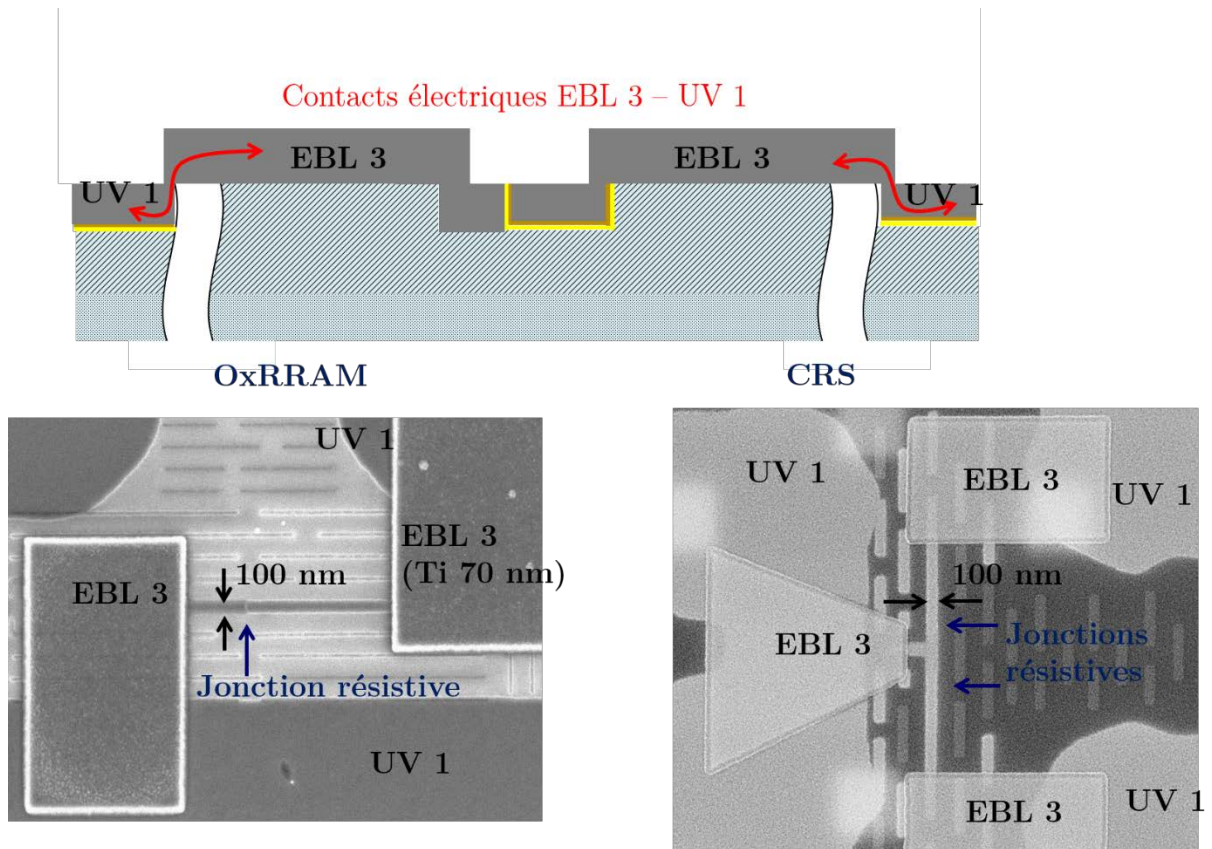 Contacts électriques EBL 3 – UV 1
EBL 3
EBL 3
UV 1
UV 1
OxRRAM
CRS
UV 1
EBL 3
(Ti 70 nm)
100 nm
EBL 3
Jonction résistive
UV 1
UV 1
EBL 3
UV 1
100 nm
EBL 3
Jonctions
résistives
EBL 3
UV 1